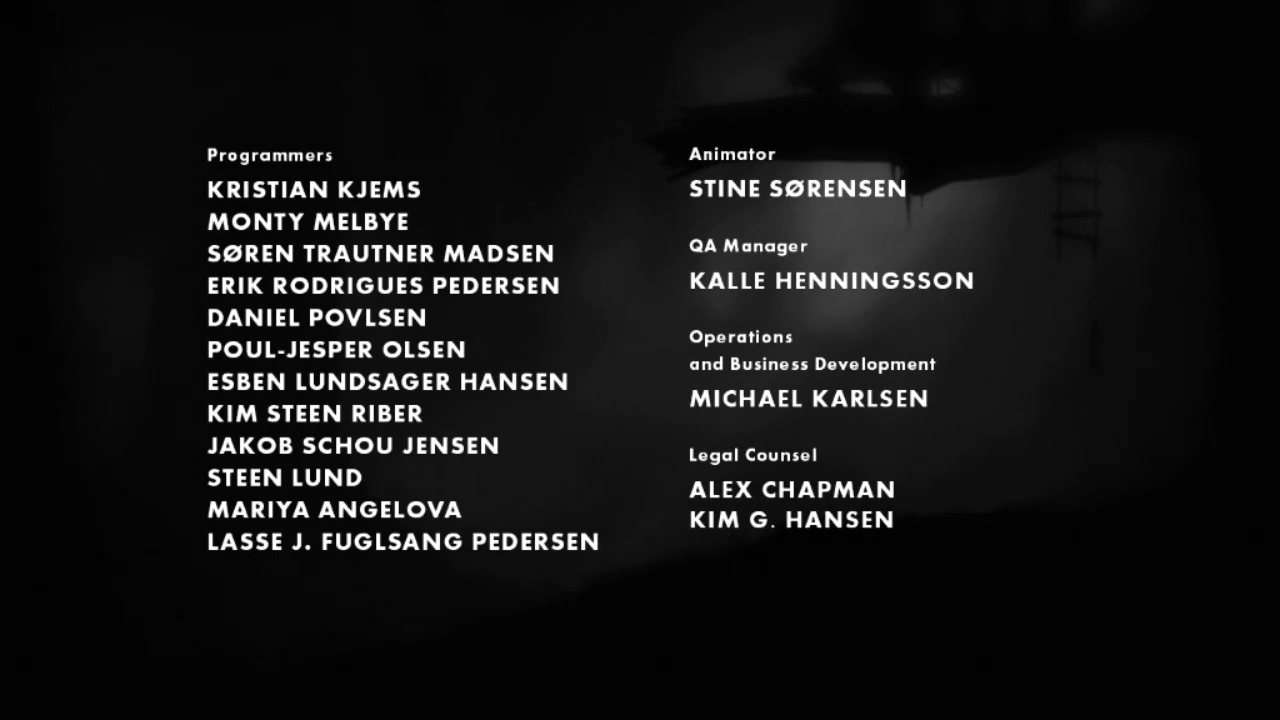 Programmers
KRISTIAN KJEMS
MONTY MELBYE
SØREN TRAUTNER MADSEN
ERIK RODRIGUES PEDERSEN
DANIEL POVLSEN
POUL-JESPER OLSEN
ESBEN LUNDSAGER HANSEN
KIM STEEN RIBER
JAKOB SCHOU JENSEN
STEEN LUND
MARIYA ANGELOVA
LASSE J. FUGLSANG PEDERSEN
Animator
STINE SØRENSEN
QA Manager
KALLE HENNINGSSON
Operations
and Business Development
MICHAEL KARLSEN
Legal Counsel
ALEX CHAPMAN
KIM G. HANSEN